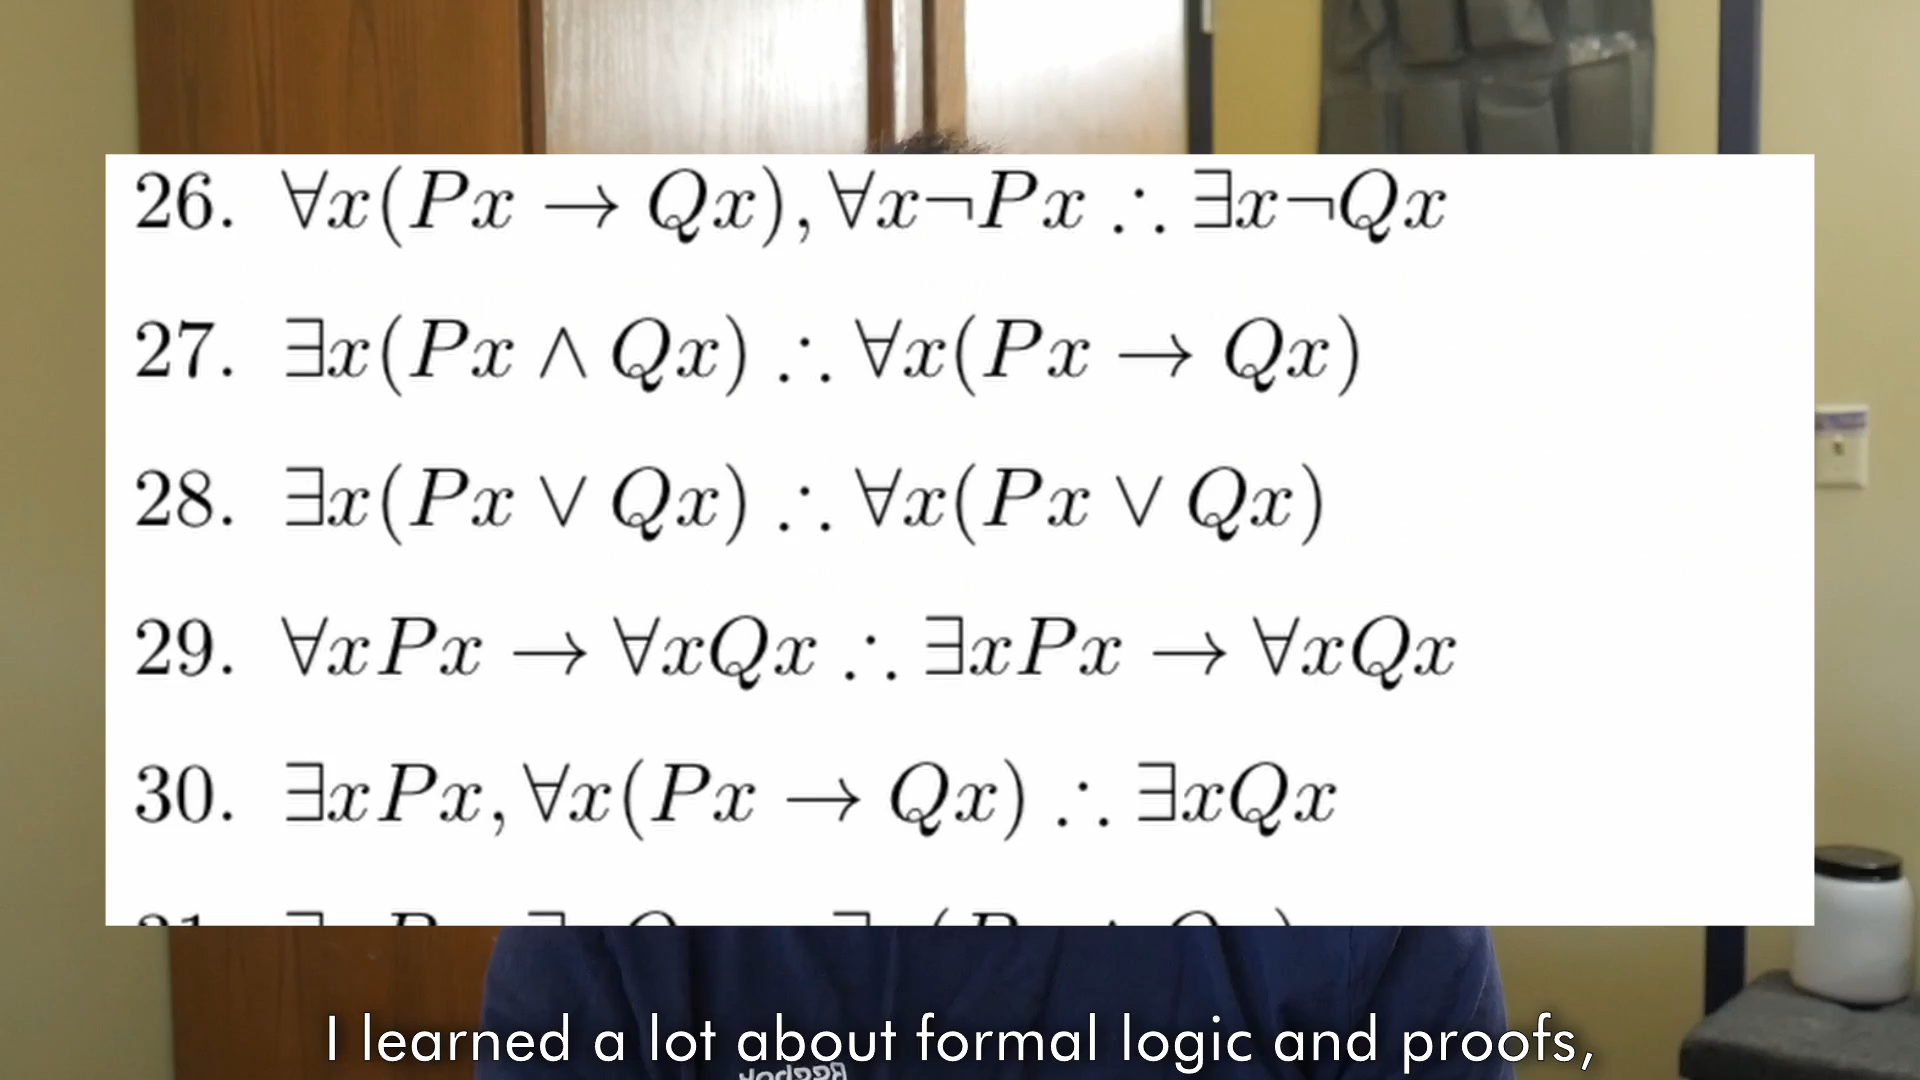 26. ∀x(Px → Qx), ∀x¬Px ∴ ∃x¬Qx
27. ∃x(Px ∧ Qx) ∴ ∀x(Px → Qx)
28. ∃x(Px ∨ Qx) ∴ ∀x(Px ∨ Qx)
29. ∀xPx → ∀xQx ∴ ∃xPx → ∀xQx
30. ∃xPx, ∀x(Px → Qx) ∴ ∃xQx
I learned a lot about formal logic and proofs,
Reebok